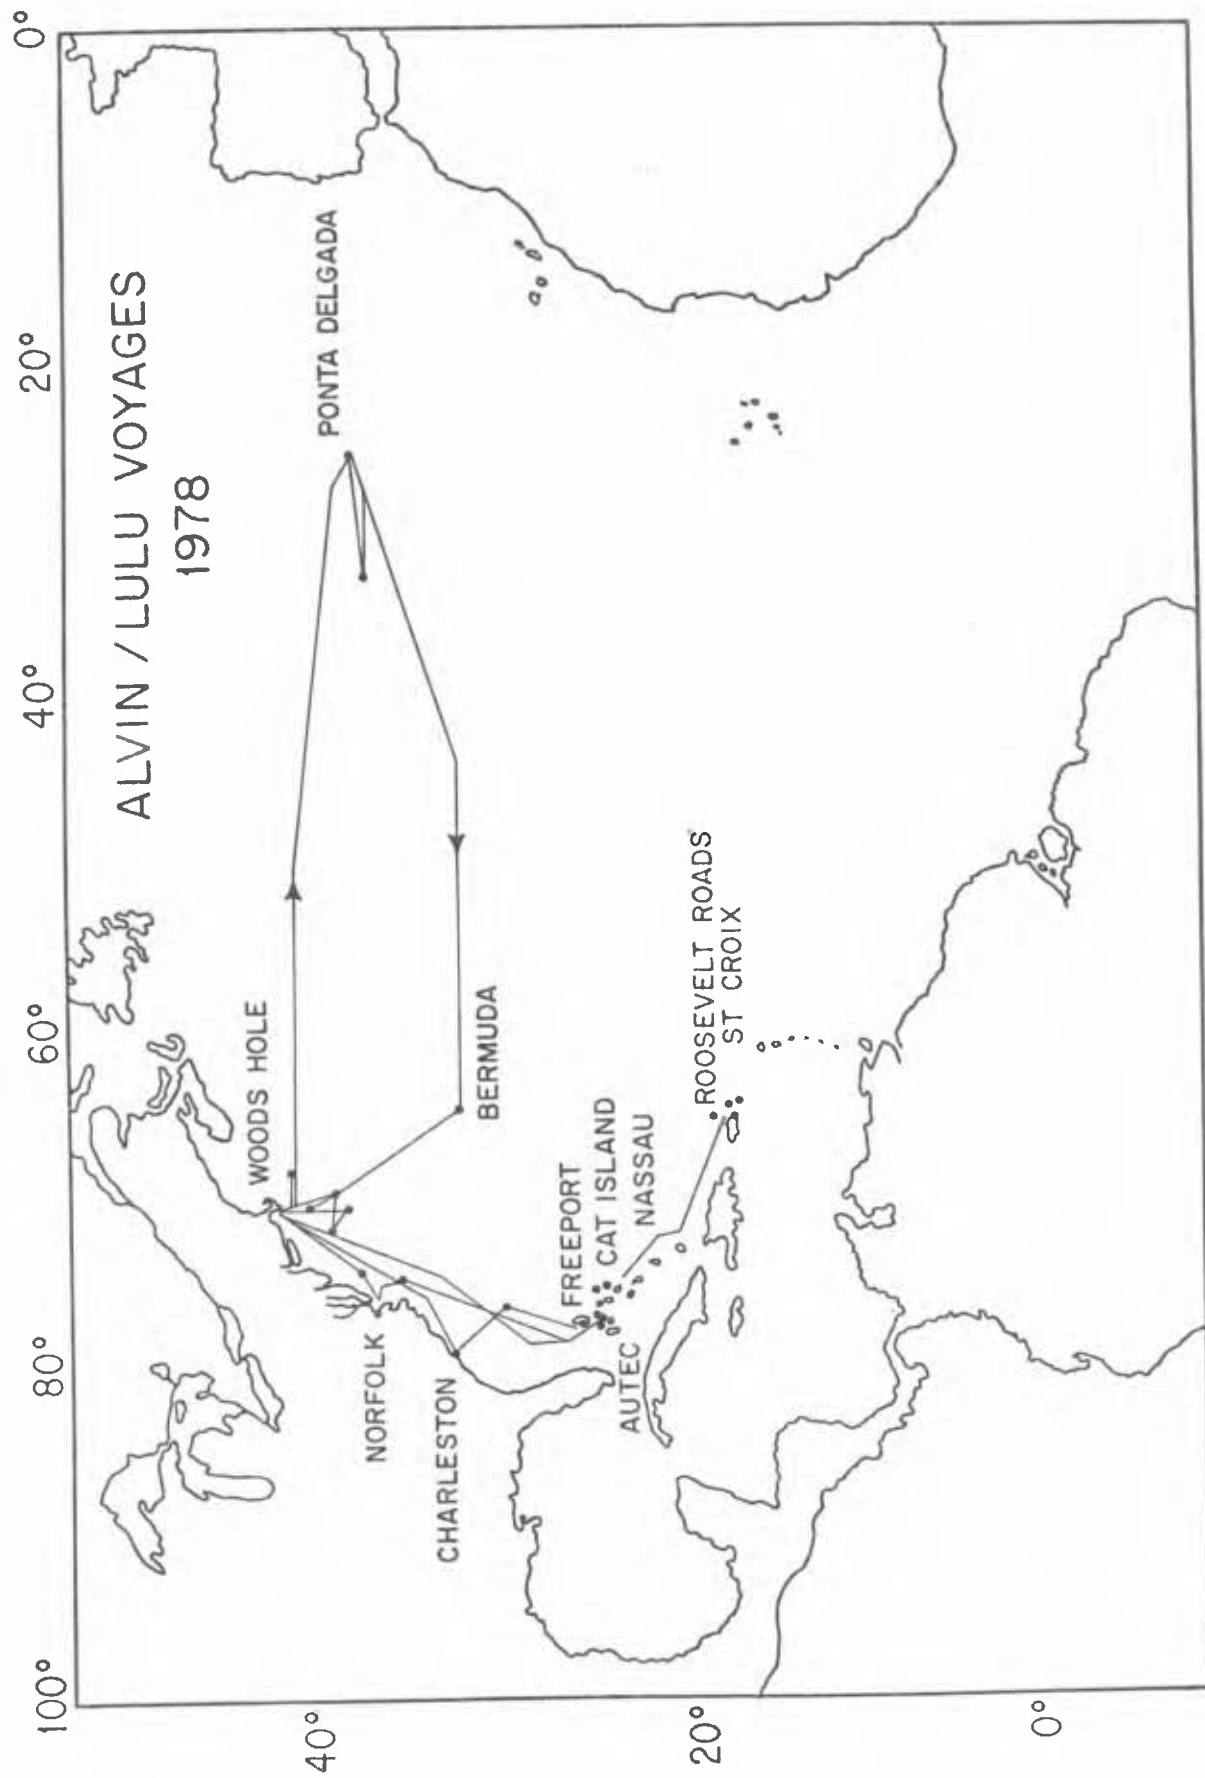 ALVIN / LULU VOYAGES
1978
100°
80°
60°
40°
20°
0°
40°
20°
0°
WOODS HOLE
PONTA DELGADA
NORFOLK
BERMUDA
CHARLESTON
FREEPORT
CAT ISLAND
NASSAU
AUTEC
ROOSEVELT ROADS
ST CROIX